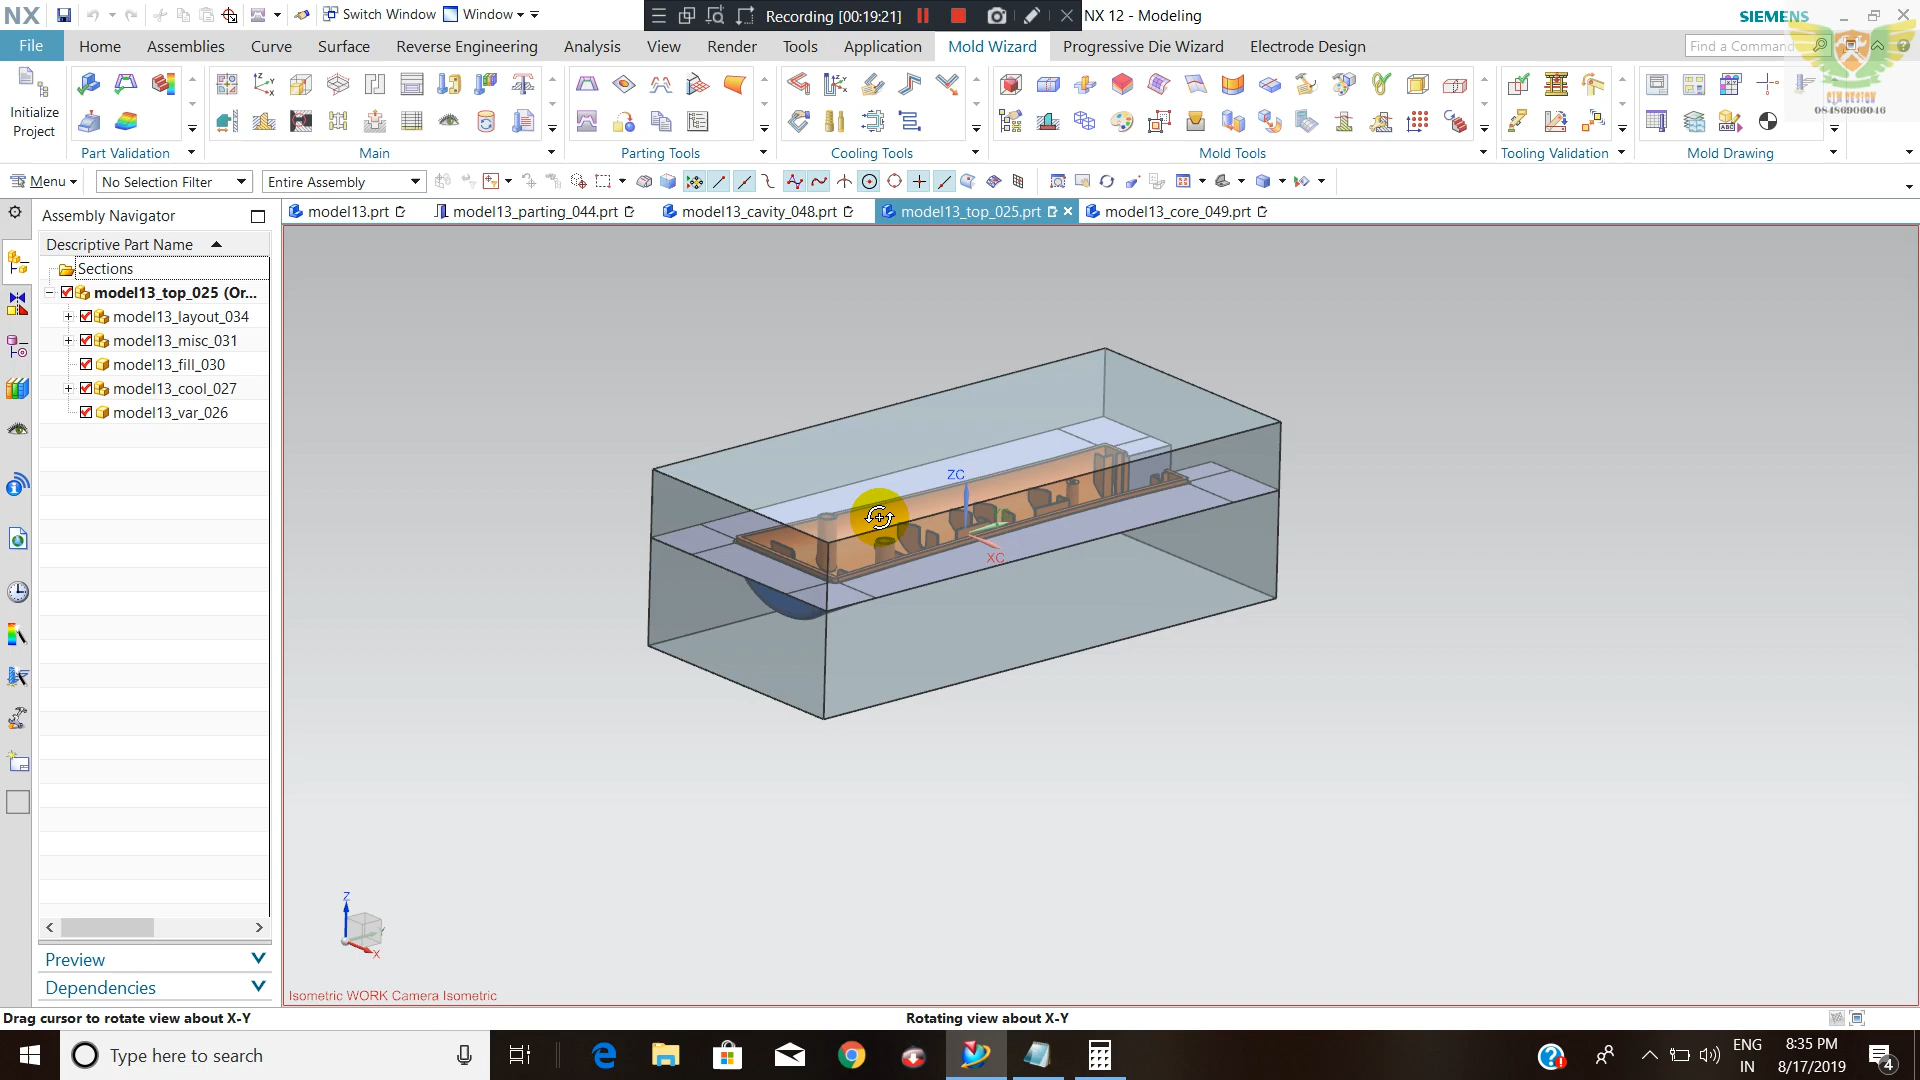 NX
Switch Window
Window
Recording [00:19:21]
NX 12 - Modeling
SIEMENS
File
Home
Assemblies
Curve
Surface
Reverse Engineering
Analysis
View
Render
Tools
Application
Mold Wizard
Progressive Die Wizard
Electrode Design
Find a Command
Initialize
Project
Part Validation
Main
Parting Tools
Cooling Tools
Mold Tools
Tooling Validation
Mold Drawing
08486906046
Menu
No Selection Filter
Entire Assembly
Assembly Navigator
model13.prt
model13_parting_044.prt
model13_cavity_048.prt
model13_top_025.prt
model13_core_049.prt
Descriptive Part Name
Sections
model13_top_025 (Or...
model13_layout_034
model13_misc_031
model13_fill_030
model13_cool_027
model13_var_026
ZC
XC
Z
X
Preview
Dependencies
Isometric WORK Camera Isometric
Drag cursor to rotate view about X-Y
Rotating view about X-Y
Type here to search
ENG
IN
8:35 PM
8/17/2019
4